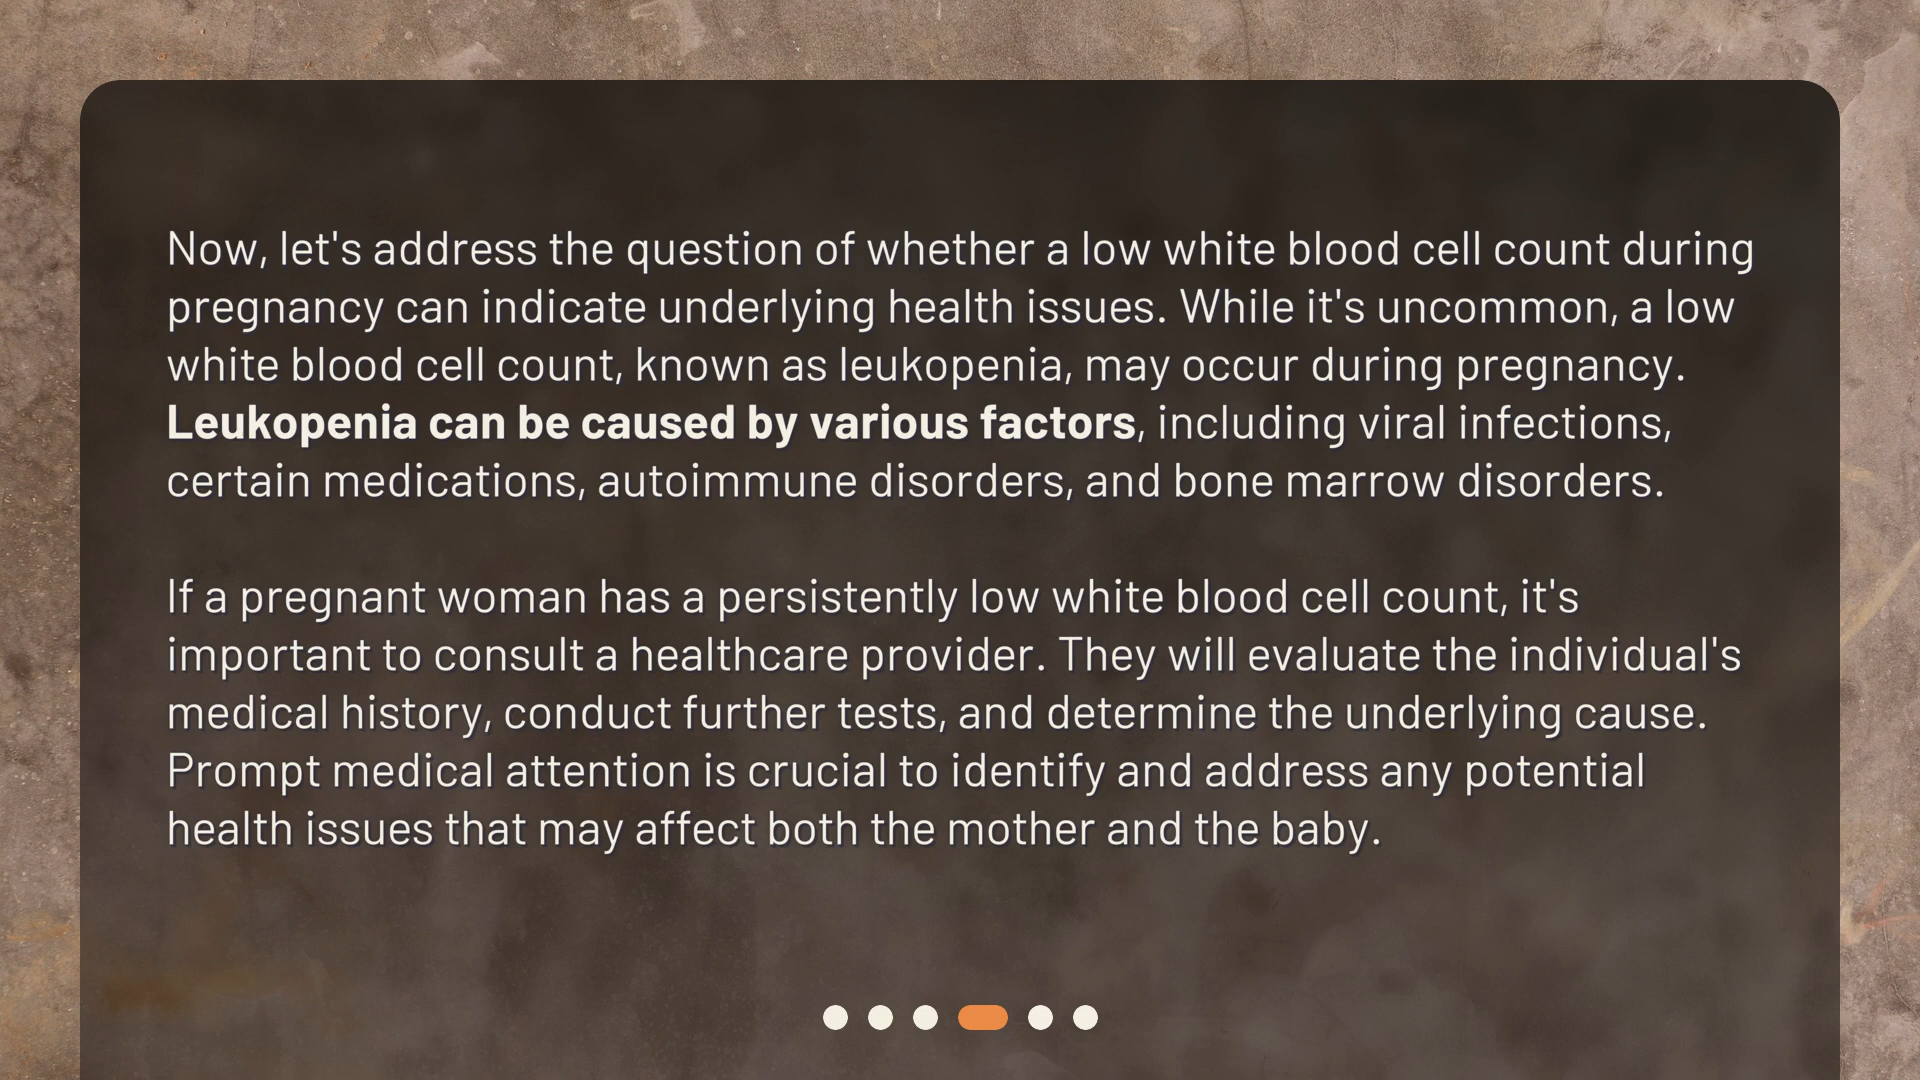 Now, let's address the question of whether a low white blood cell count during
pregnancy can indicate underlying health issues. While it's uncommon, a low
white blood cell count, known as leukopenia, may occur during pregnancy.
Leukopenia can be caused by various factors, including viral infections,
certain medications, autoimmune disorders, and bone marrow disorders.
If a pregnant woman has a persistently low white blood cell count, it's
important to consult a healthcare provider. They will evaluate the individual's
medical history, conduct further tests, and determine the underlying cause.
Prompt medical attention is crucial to identify and address any potential
health issues that may affect both the mother and the baby.